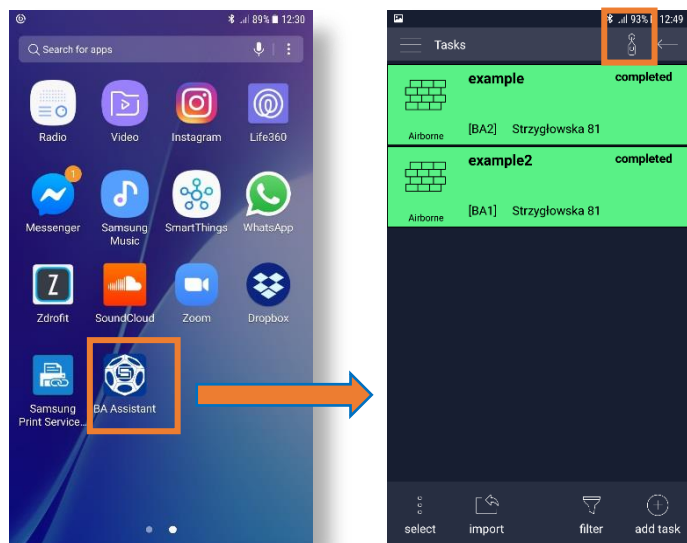 89% 12:30
Search for apps
Radio
Video
Instagram
Life360
1
Messenger
Samsung
Music
SmartThings
WhatsApp
Z
Zdrofit
SoundCloud
Zoom
Dropbox
Samsung
Print Service...
S
BA Assistant
93% 12:49
Tasks
example
completed
Airborne
[BA2] Strzygłowska 81
example2
completed
Airborne
[BA1] Strzygłowska 81
select
import
filter
add task